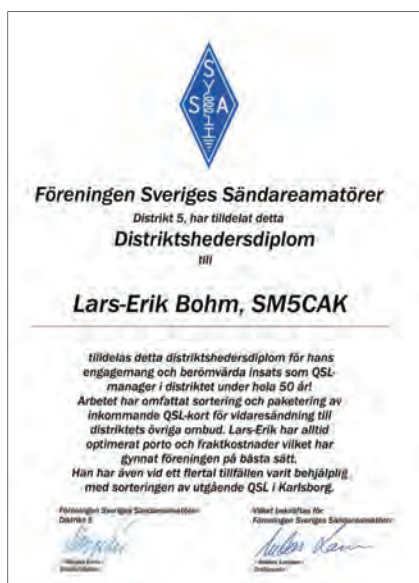 S
S A
Föreningen Sveriges Sändareamatörer
Distrikt 5, har tilldelat detta
Distriktshedersdiplom
till
Lars-Erik Bohm, SM5CAK
tilldelas detta distriktshedersdiplom för hans
engagemang och berömvärda insats som QSL-
manager i distriktet under hela 50 år!
Arbetet har omfattat sortering och paketering av
inkommande QSL-kort för vidaresändning till
distriktets övriga ombud. Lars-Erik har alltid
optimerat porto och fraktkostnader vilket har
gynnat föreningen på bästa sätt.
Han har även vid ett flertal tillfällen varit behjälplig
med sorteringen av utgående QSL i Karlsborg.
Föreningen Sveriges Sändareamatörer Vilket bekräftas för
Distrikt 5 Föreningen Sveriges Sändareamatörer